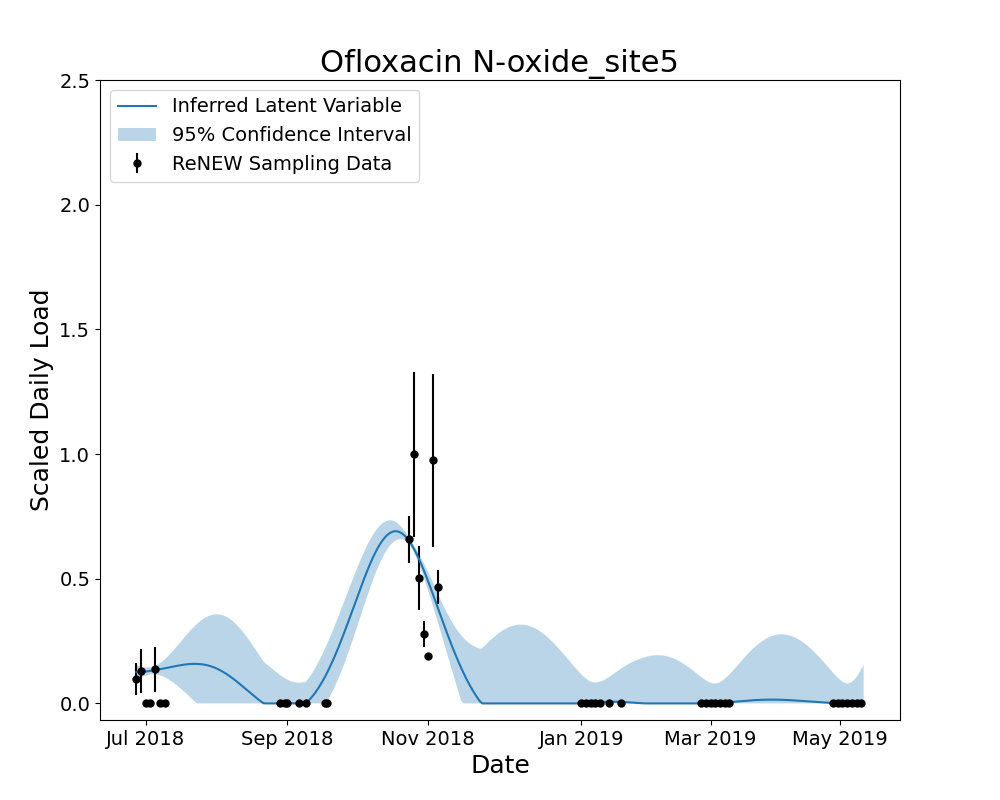 Ofloxacin N-oxide_site5
2.5
Inferred Latent Variable
95% Confidence Interval
ReNEW Sampling Data
2.0
1.5
1.0
0.5
0.0
Scaled Daily Load
Jul 2018 Sep 2018 Nov 2018 Jan 2019 Mar 2019 May 2019
Date